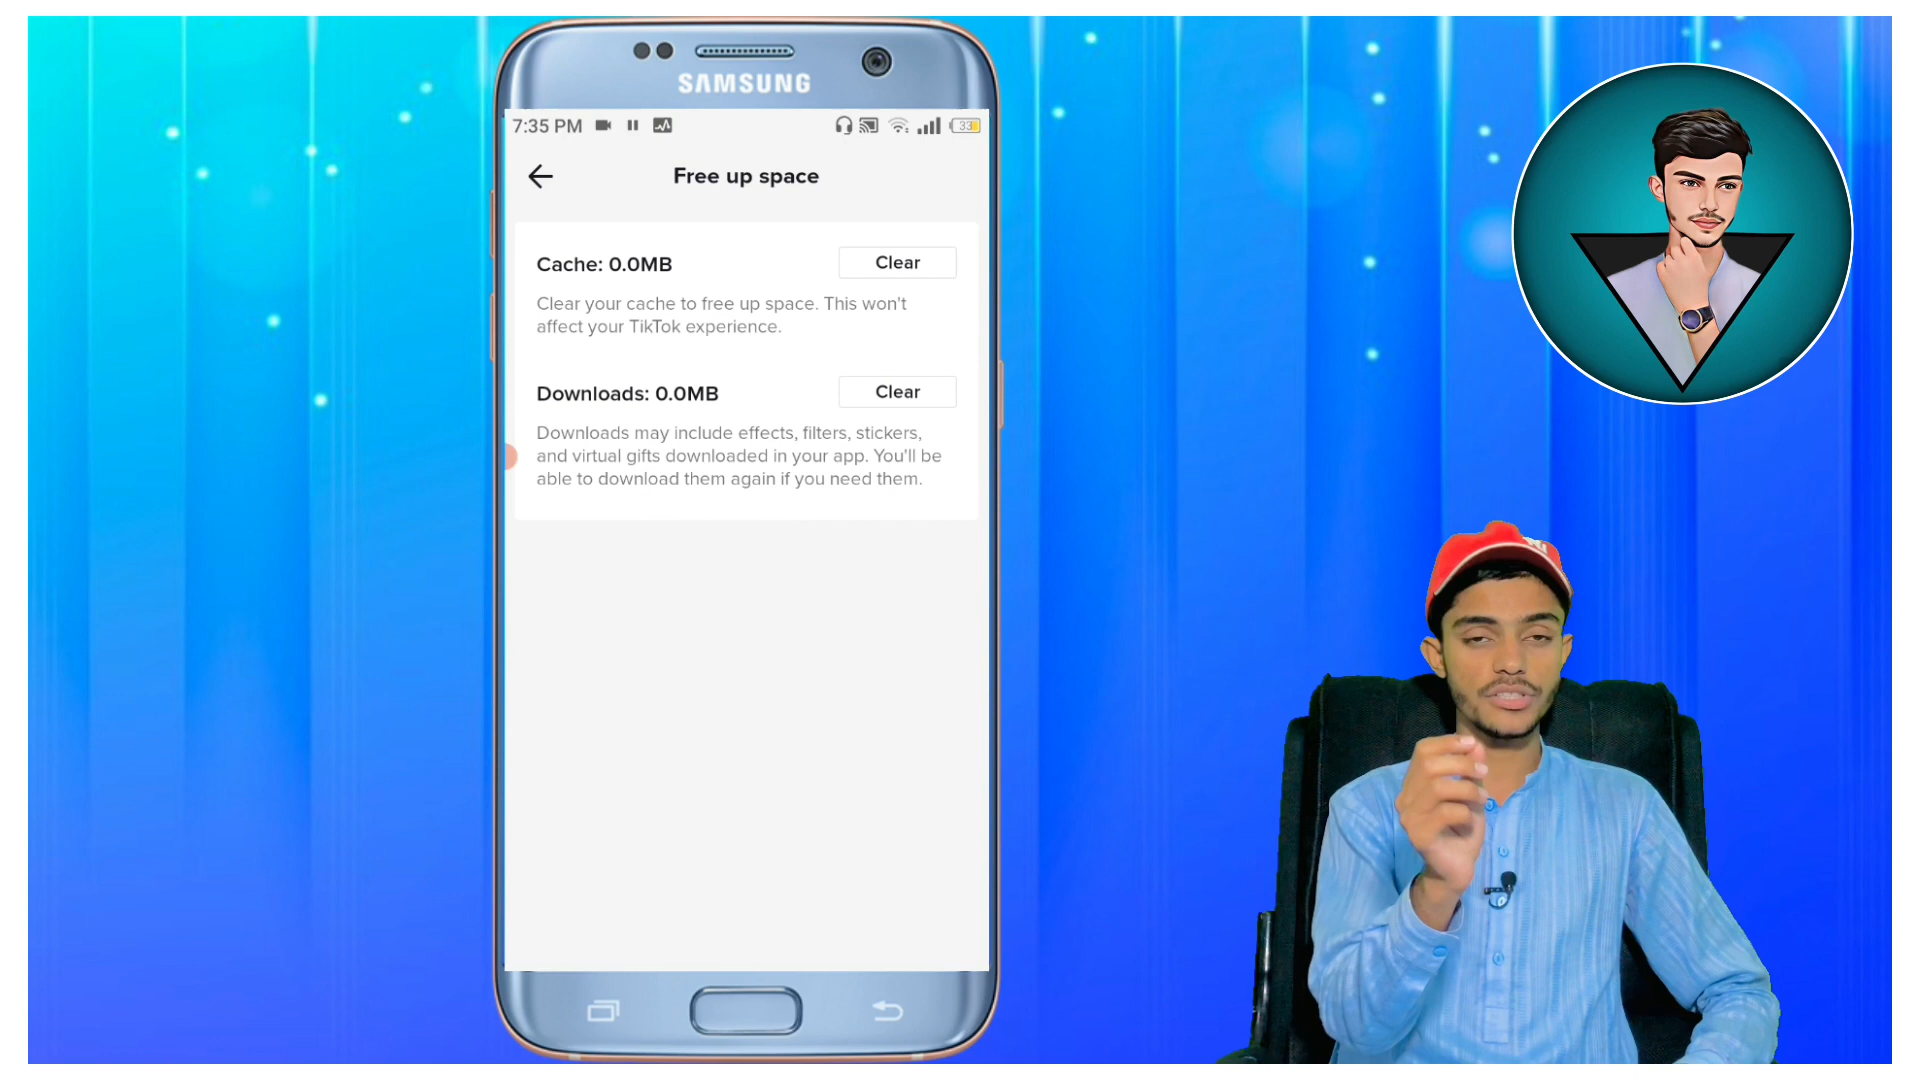 SAMSUNG
7:35 PM
33
Free up space
Cache: 0.0MB
Clear
Clear your cache to free up space. This won't
affect your TikTok experience.
Downloads: 0.0MB
Clear
Downloads may include effects, filters, stickers,
and virtual gifts downloaded in your app. You'll be
able to download them again if you need them.